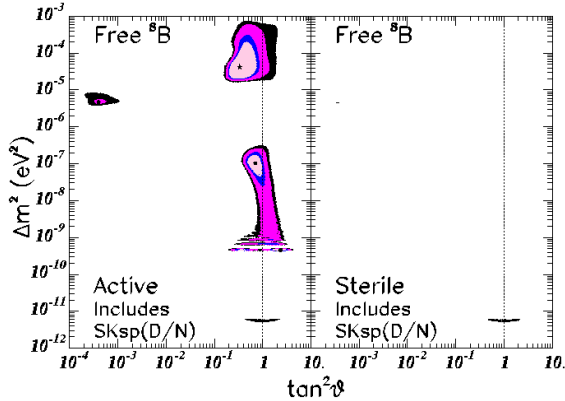 Free ⁸B
Free ⁸B
Δm² (eV²)
10⁻³
10⁻⁴
10⁻⁵
10⁻⁶
10⁻⁷
10⁻⁸
10⁻⁹
10⁻¹⁰
10⁻¹¹
10⁻¹²
Active
Includes
SKsp(D/N)
Sterile
Includes
SKsp(D/N)
10⁻⁴ 10⁻³ 10⁻² 10⁻¹ 1 10. 10⁻³ 10⁻² 10⁻¹ 1 10.
tan²ϑ